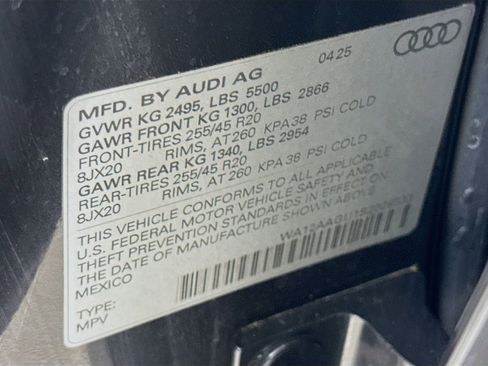 04 25
MFD. BY AUDI AG
GVWR KG 2495, LBS 5500
GAWR FRONT KG 1300, LBS 2866
FRONT-TIRES 255/45 R20
8JX20 RIMS, AT 260 KPA 38 PSI COLD
GAWR REAR KG 1340, LBS 2954
REAR-TIRES 255/45 R20
8JX20 RIMS, AT 260 KPA 38 PSI COLD
THIS VEHICLE CONFORMS TO ALL APPLICABLE
U.S. FEDERAL MOTOR VEHICLE SAFETY AND
THEFT PREVENTION STANDARDS IN EFFECT ON
THE DATE OF MANUFACTURE SHOWN ABOVE
MEXICO
TYPE:
MPV